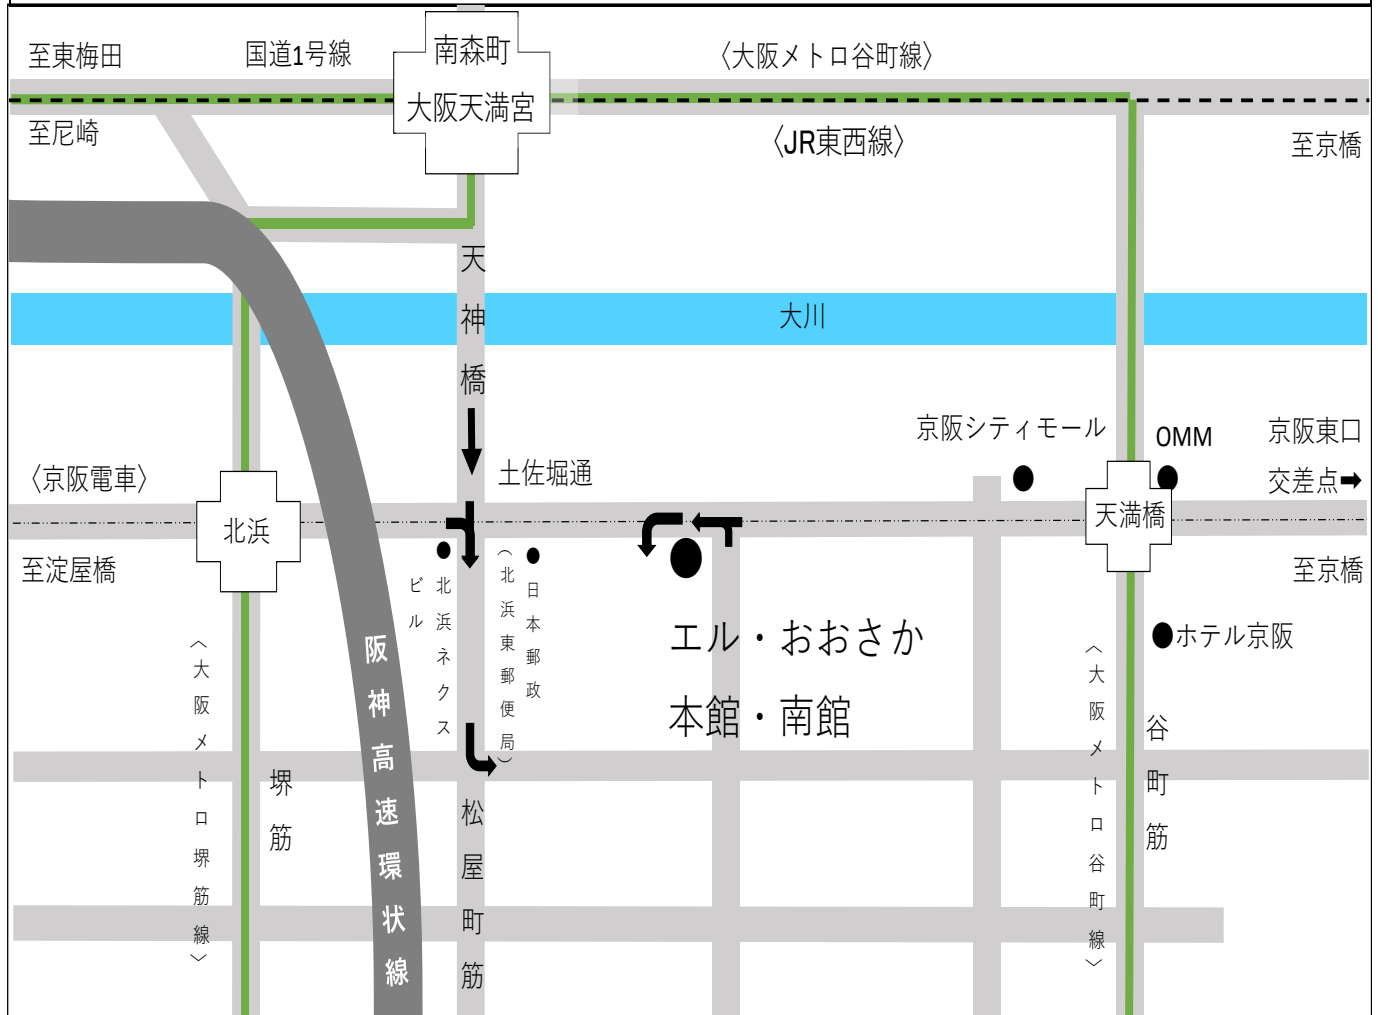 至東梅田
国道1号線
南森町
大阪天満宮
〈大阪メトロ谷町線〉
至尼崎
〈JR東西線〉
至京橋
天神橋
大川
京阪シティモール
OMM
京阪東口
交差点➡
〈京阪電車〉
土佐堀通
北浜
天満橋
至淀屋橋
至京橋
北浜ネクス
ビル
日本郵政
（北浜東郵便局）
エル・おおさか
本館・南館
ホテル京阪
阪神高速環状線
〈大阪メトロ堺筋線〉
堺筋
松屋町筋
〈大阪メトロ谷町線〉
谷町筋